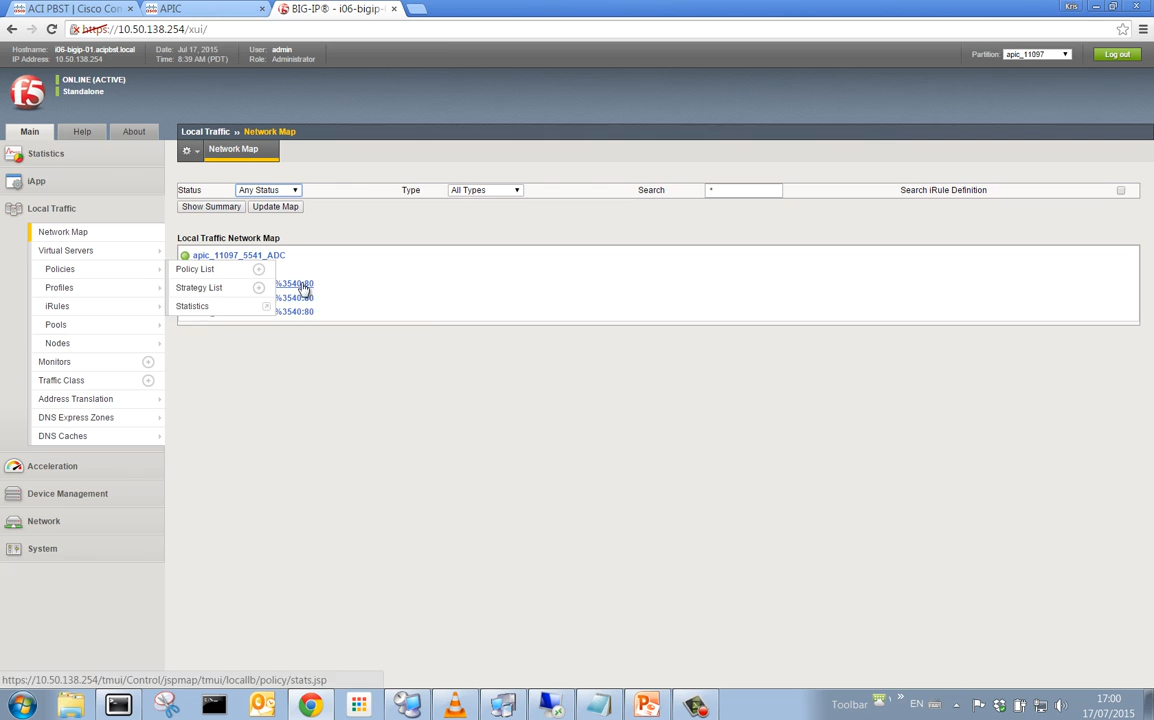 ACI PBST | Cisco Con
APIC
BIG-IP® - i06-bigip-
Kris
https://10.50.138.254/xui/
Hostname: i06-bigip-01.acipbst.local
IP Address: 10.50.138.254
Date: Jul 17, 2015
Time: 8:39 AM (PDT)
User: admin
Role: Administrator
Partition: apic_11097
Log out
f5
ONLINE (ACTIVE)
Standalone
Main
Help
About
Local Traffic » Network Map
Network Map
Statistics
iApp
Local Traffic
Network Map
Virtual Servers
Policies
Profiles
iRules
Pools
Nodes
Monitors
Traffic Class
Address Translation
DNS Express Zones
DNS Caches
Acceleration
Device Management
Network
System
Policy List
Strategy List
Statistics
Status Any Status
Type All Types
Search *
Search iRule Definition
Show Summary
Update Map
Local Traffic Network Map
apic_11097_5541_ADC
%3540:80
%3540:80
%3540:80
https://10.50.138.254/tmui/Control/jspmap/tmui/locallb/policy/stats.jsp
Toolbar
»
EN
17:00
17/07/2015